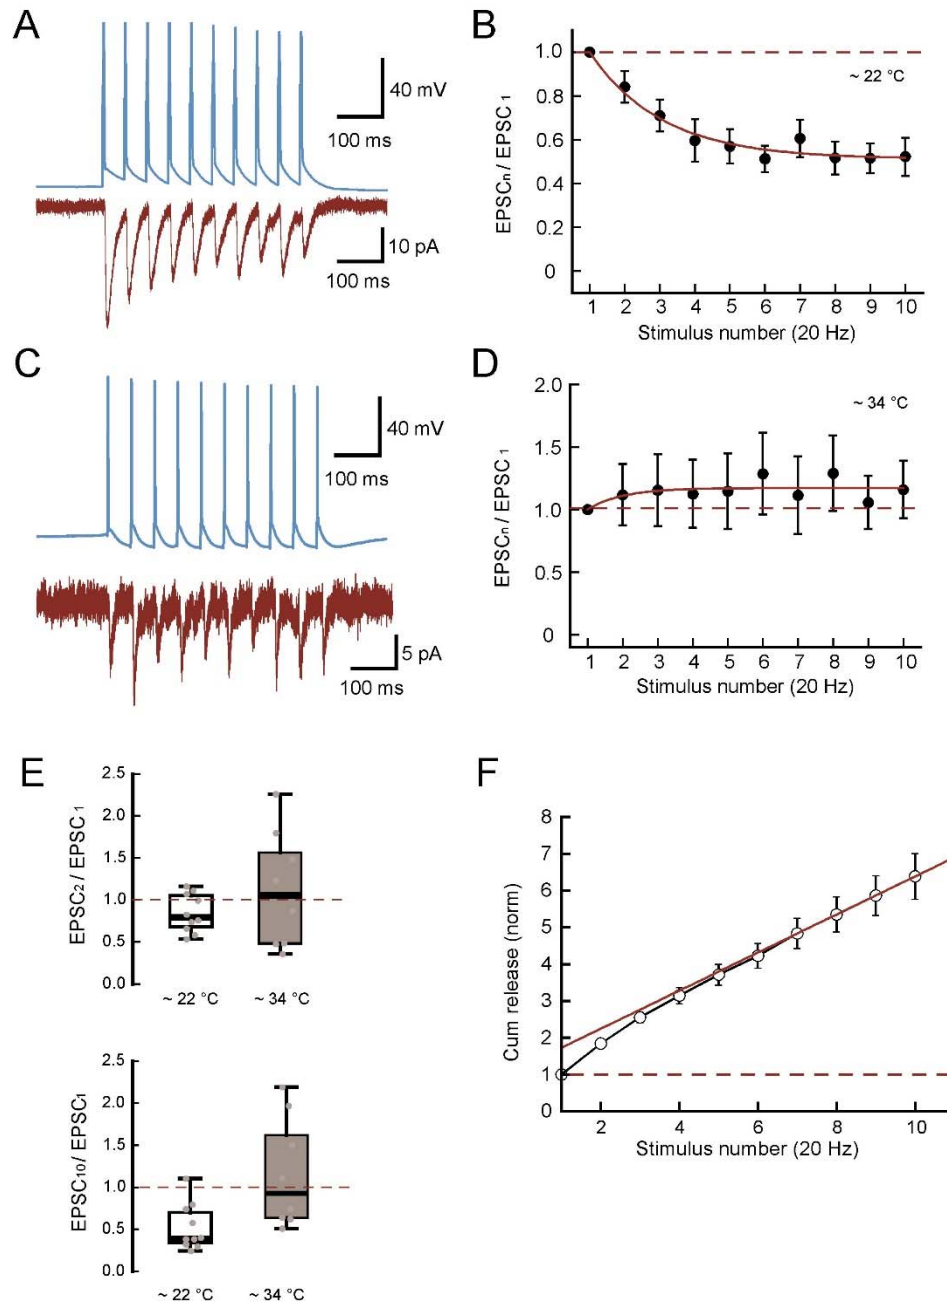 A
40 mV
100 ms
10 pA
100 ms
B
EPSCn / EPSC1
1.0
0.8
0.6
0.4
0.2
0
~ 22 °C
1 2 3 4 5 6 7 8 9 10
Stimulus number (20 Hz)
C
40 mV
100 ms
5 pA
100 ms
D
EPSCn / EPSC1
2.0
1.5
1.0
0.5
0
~ 34 °C
1 2 3 4 5 6 7 8 9 10
Stimulus number (20 Hz)
E
EPSC2 / EPSC1
2.5
2.0
1.5
1.0
0.5
0.0
~ 22 °C ~ 34 °C
EPSC10 / EPSC1
2.5
2.0
1.5
1.0
0.5
0.0
~ 22 °C ~ 34 °C
F
Cum release (norm)
8
7
6
5
4
3
2
1
0
2 4 6 8 10
Stimulus number (20 Hz)